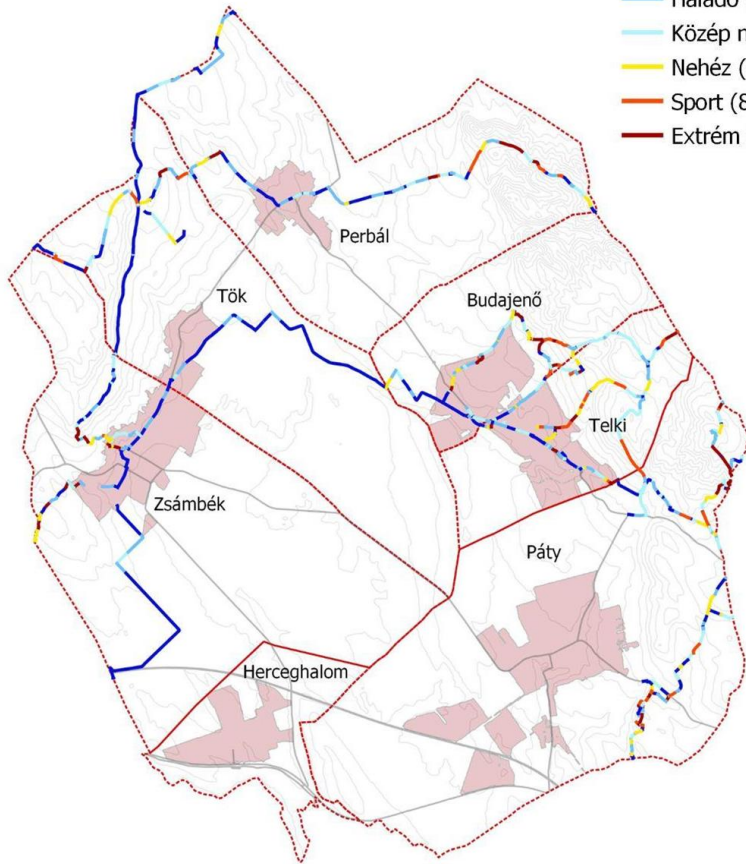 Haladó
Közép n
Nehéz (
Sport (8
Extrém
Perbál
Tök
Budajenő
Telki
Zsámbék
Páty
Herceghalom